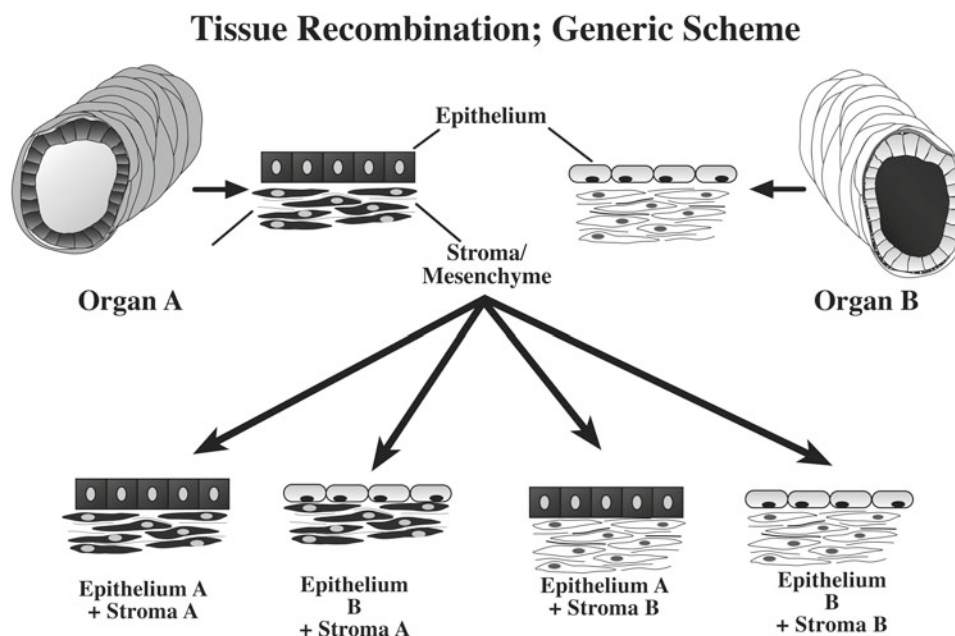 Tissue Recombination; Generic Scheme
Epithelium
Stroma/
Mesenchyme
Organ A
Organ B
Epithelium A
+ Stroma A
Epithelium
B
+ Stroma A
Epithelium A
+ Stroma B
Epithelium
B
+ Stroma B